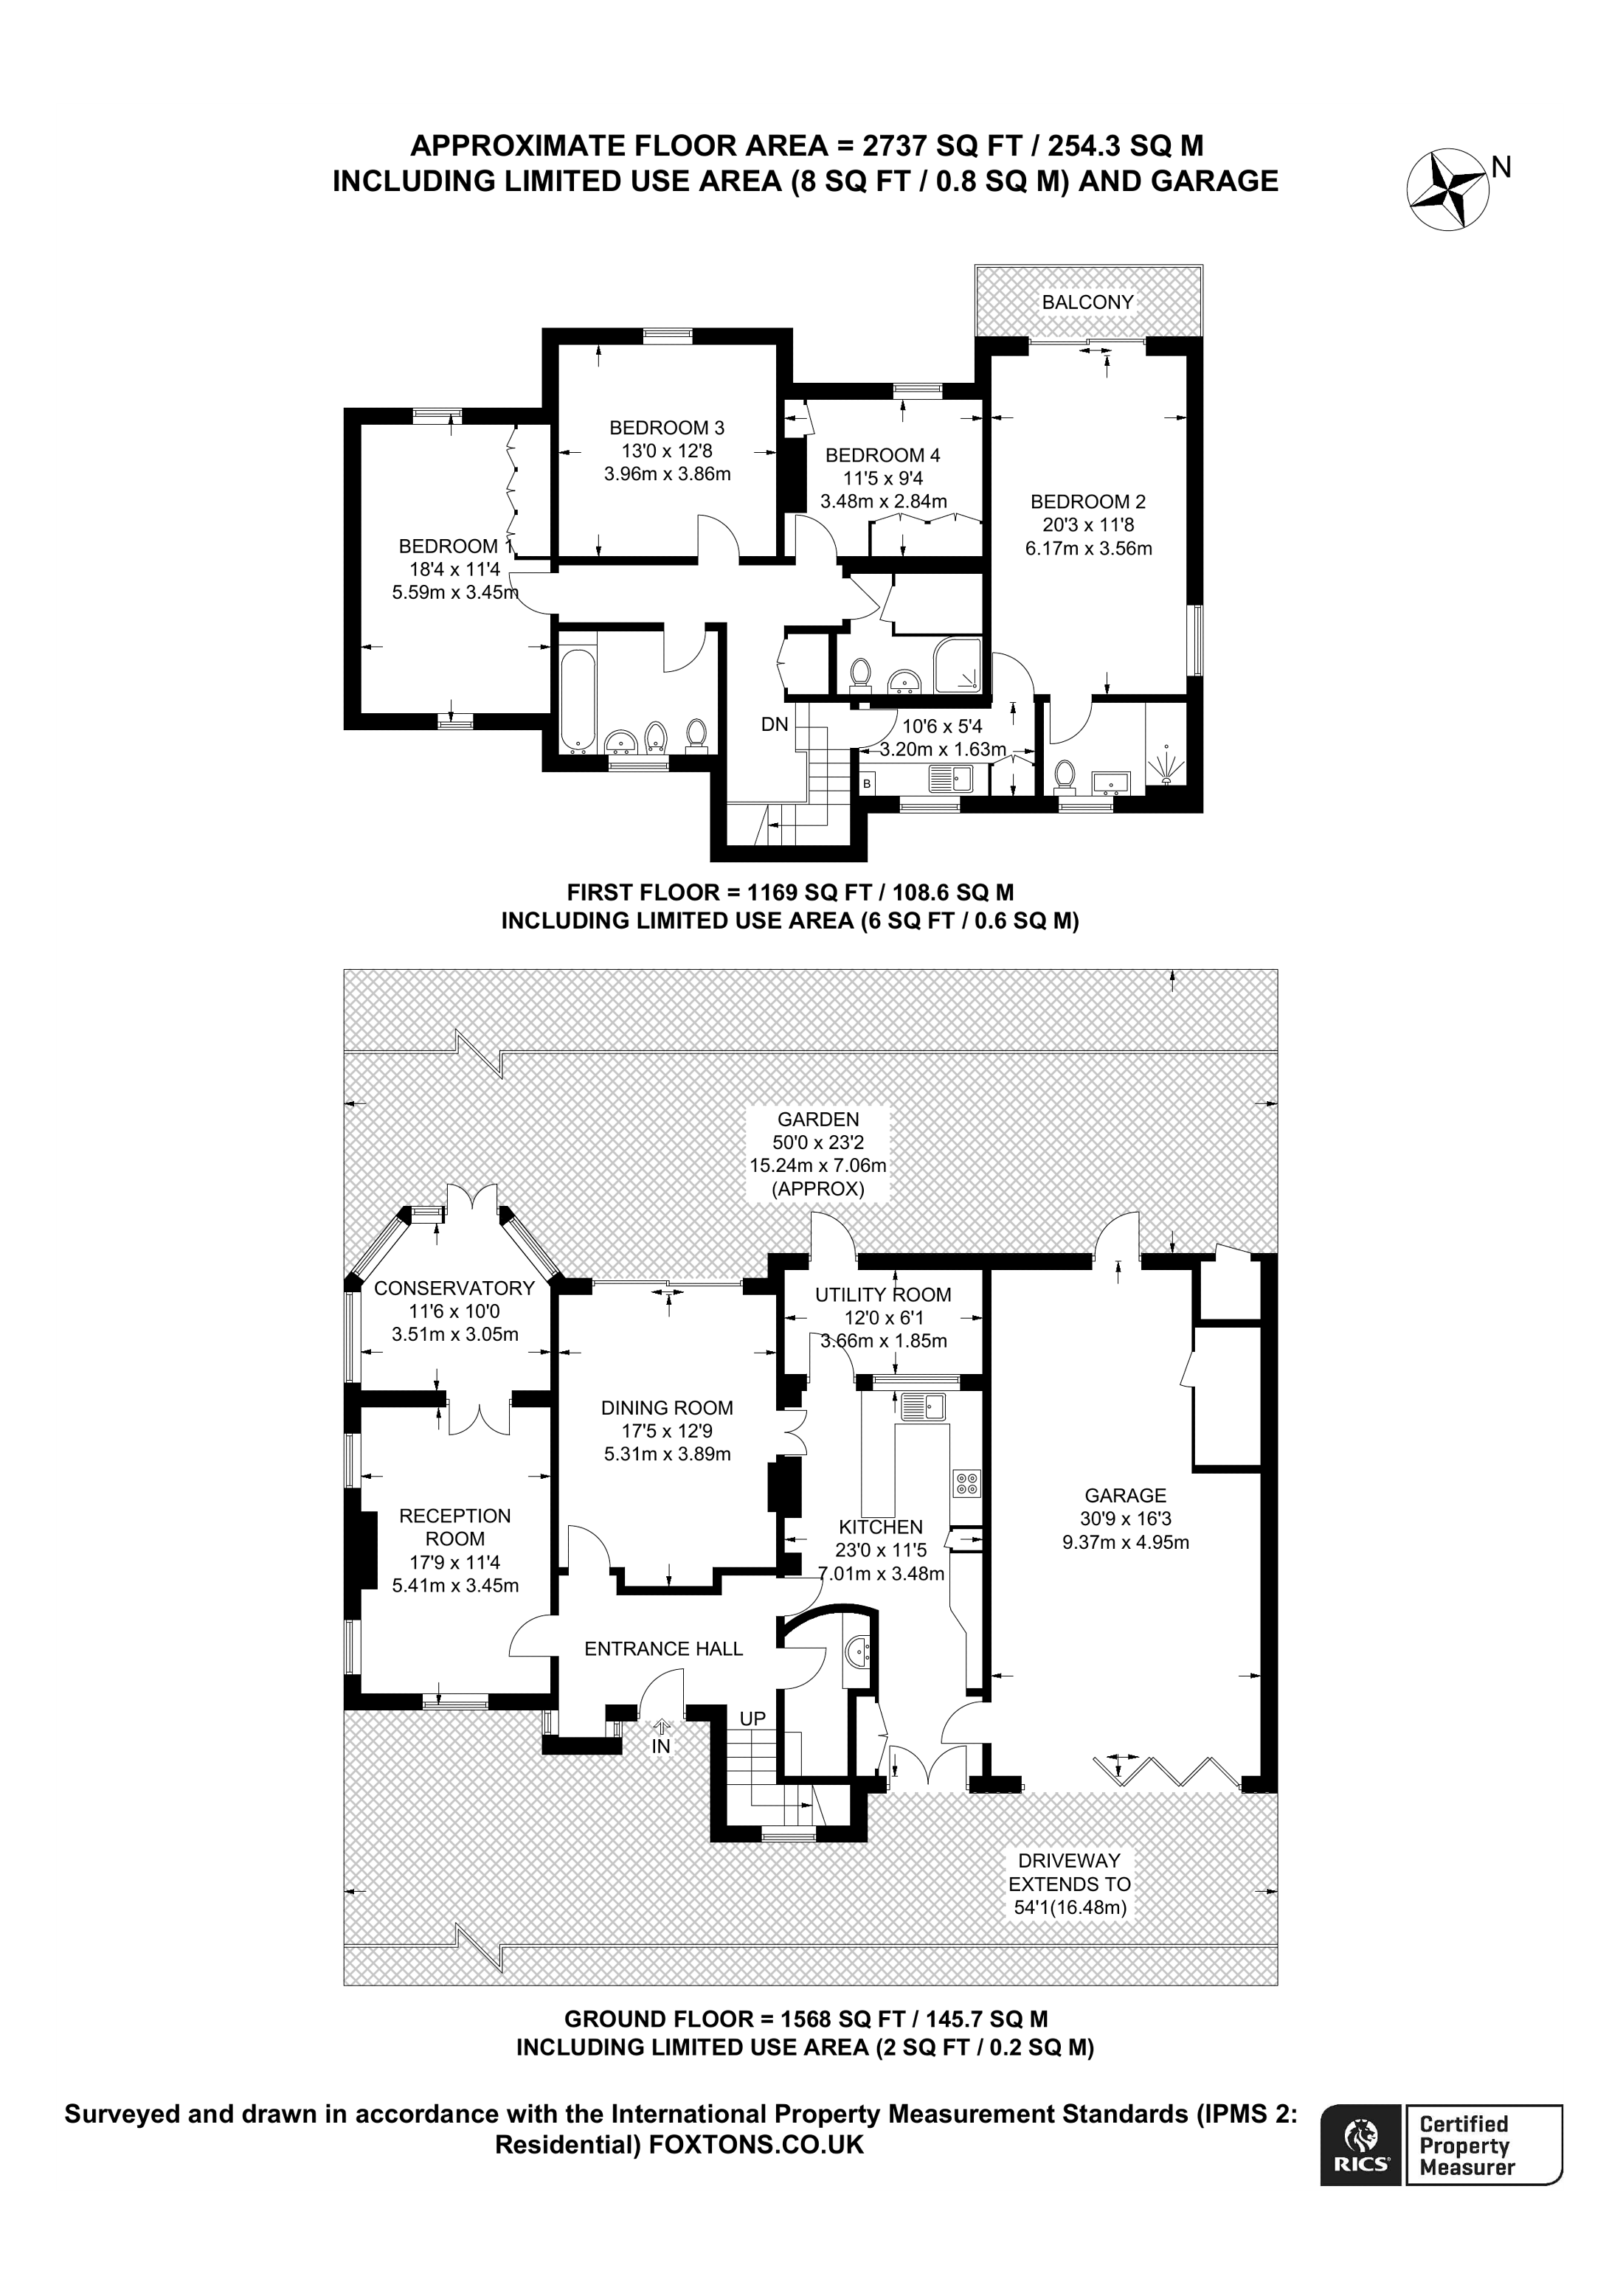 APPROXIMATE FLOOR AREA = 2737 SQ FT / 254.3 SQ M
INCLUDING LIMITED USE AREA (8 SQ FT / 0.8 SQ M) AND GARAGE
N
BALCONY
BEDROOM 3
13'0 x 12'8
3.96m x 3.86m
BEDROOM 4
11'5 x 9'4
3.48m x 2.84m
BEDROOM 2
20'3 x 11'8
6.17m x 3.56m
BEDROOM 1
18'4 x 11'4
5.59m x 3.45m
DN
10'6 x 5'4
3.20m x 1.63m
B
FIRST FLOOR = 1169 SQ FT / 108.6 SQ M
INCLUDING LIMITED USE AREA (6 SQ FT / 0.6 SQ M)
GARDEN
50'0 x 23'2
15.24m x 7.06m
(APPROX)
CONSERVATORY
11'6 x 10'0
3.51m x 3.05m
UTILITY ROOM
12'0 x 6'1
3.66m x 1.85m
DINING ROOM
17'5 x 12'9
5.31m x 3.89m
RECEPTION
ROOM
17'9 x 11'4
5.41m x 3.45m
KITCHEN
23'0 x 11'5
7.01m x 3.48m
GARAGE
30'9 x 16'3
9.37m x 4.95m
ENTRANCE HALL
UP
IN
DRIVEWAY
EXTENDS TO
54'1(16.48m)
GROUND FLOOR = 1568 SQ FT / 145.7 SQ M
INCLUDING LIMITED USE AREA (2 SQ FT / 0.2 SQ M)
Surveyed and drawn in accordance with the International Property Measurement Standards (IPMS 2:
Residential) FOXTONS.CO.UK
RICS
Certified
Property
Measurer